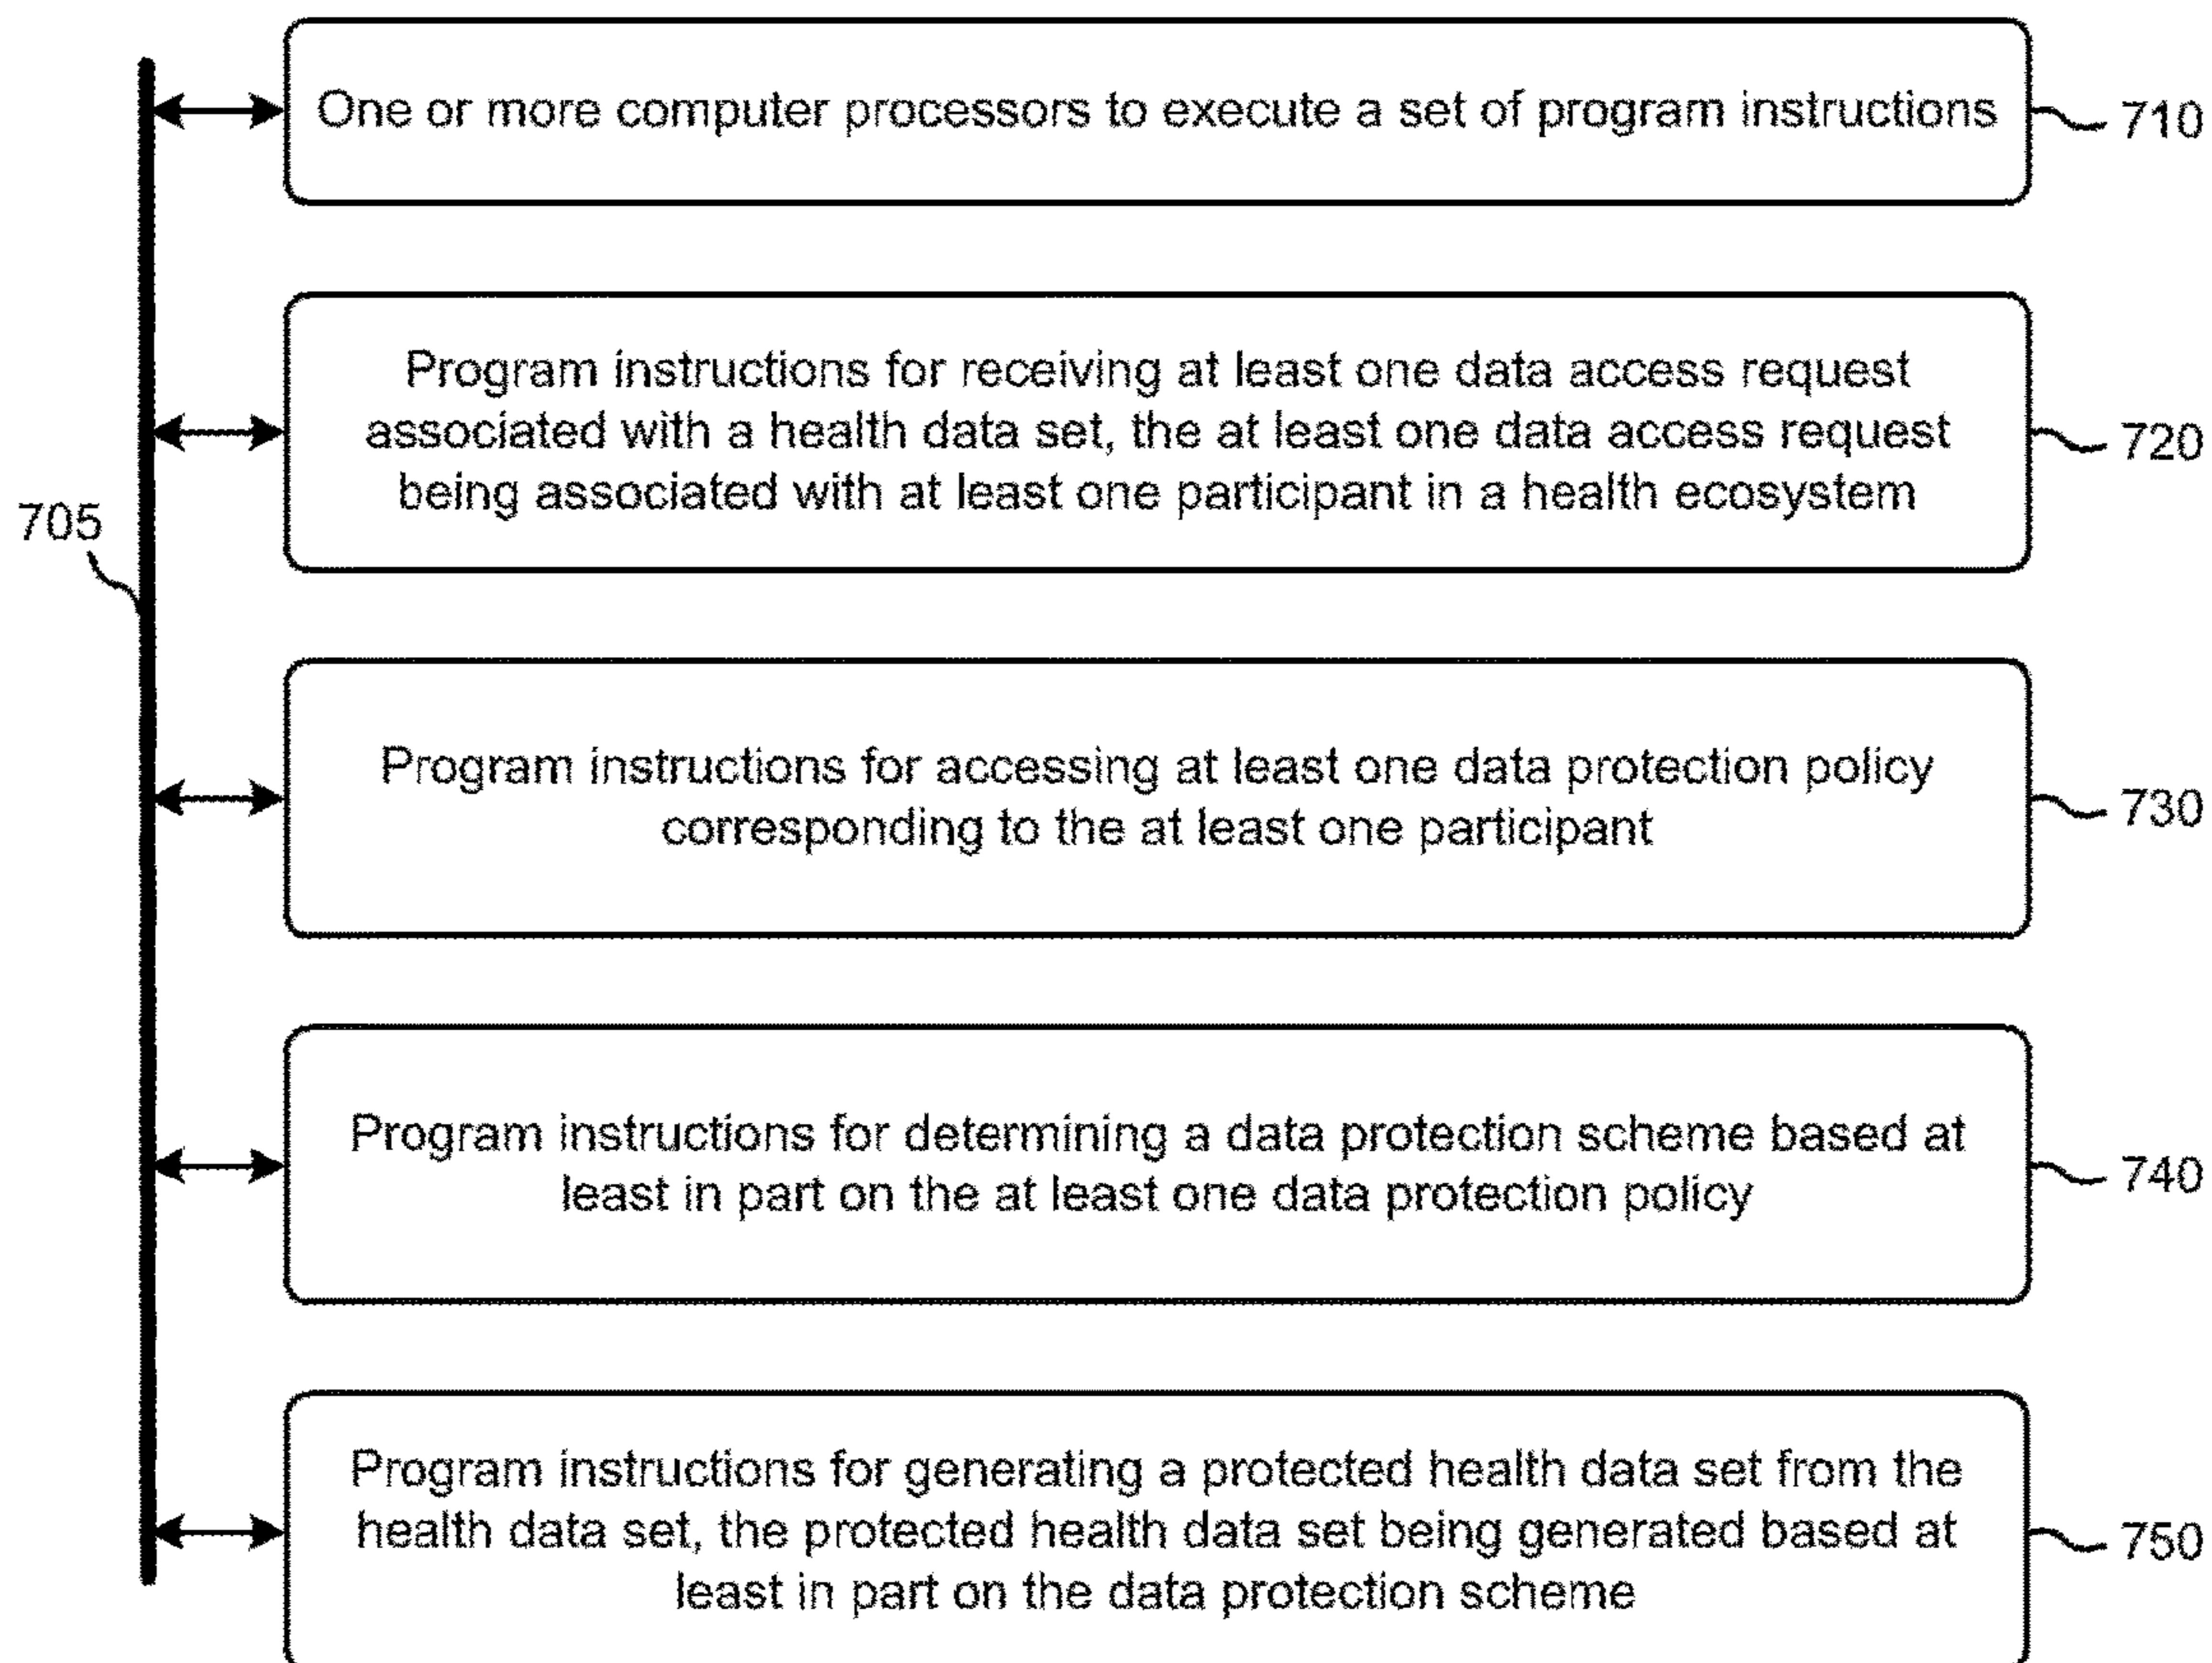 One or more computer processors to execute a set of program instructions
710
Program instructions for receiving at least one data access request
associated with a health data set, the at least one data access request
being associated with at least one participant in a health ecosystem
720
705
Program instructions for accessing at least one data protection policy
corresponding to the at least one participant
730
Program instructions for determining a data protection scheme based at
least in part on the at least one data protection policy
740
Program instructions for generating a protected health data set from the
health data set, the protected health data set being generated based at
least in part on the data protection scheme
750